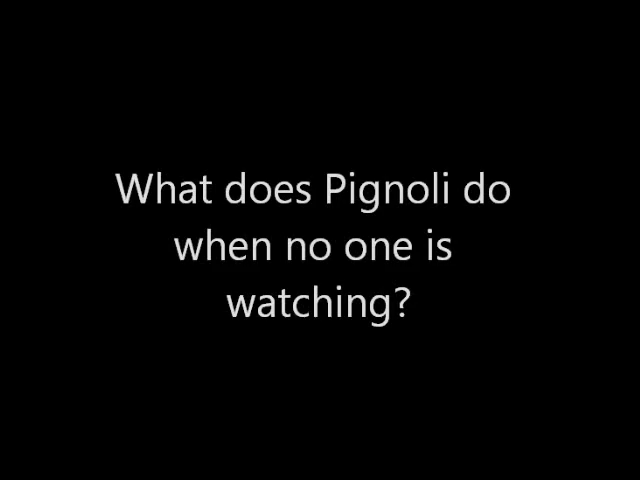 What does Pignoli do
when no one is
watching?